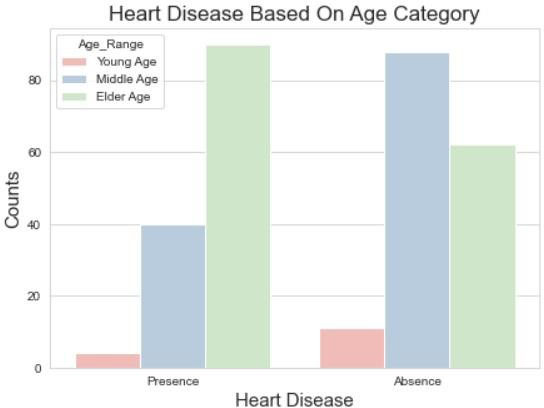 Heart Disease Based On Age Category
Age_Range
Young Age
Middle Age
Elder Age
Counts
80
60
40
20
0
Presence
Absence
Heart Disease